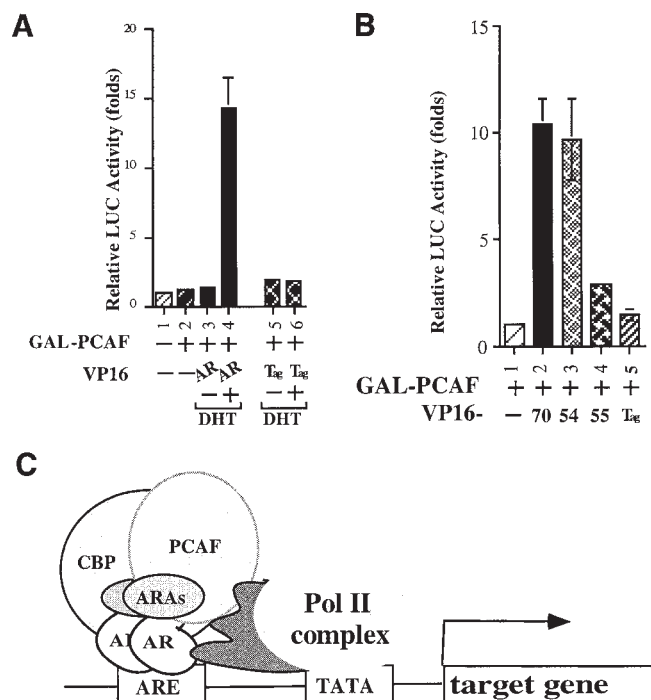 A
Relative LUC Activity (folds)
20
15
10
5
0
1 2 3 4 5 6
GAL-PCAF − + + + + +
VP16 − − AR AR Tag Tag
− + − +
DHT DHT
B
Relative LUC Activity (folds)
15
10
5
0
1 2 3 4 5
GAL-PCAF + + + + +
VP16- − 70 54 55 Tag
C
CBP
PCAF
ARAs
AR
Pol II
complex
ARE
TATA
target gene